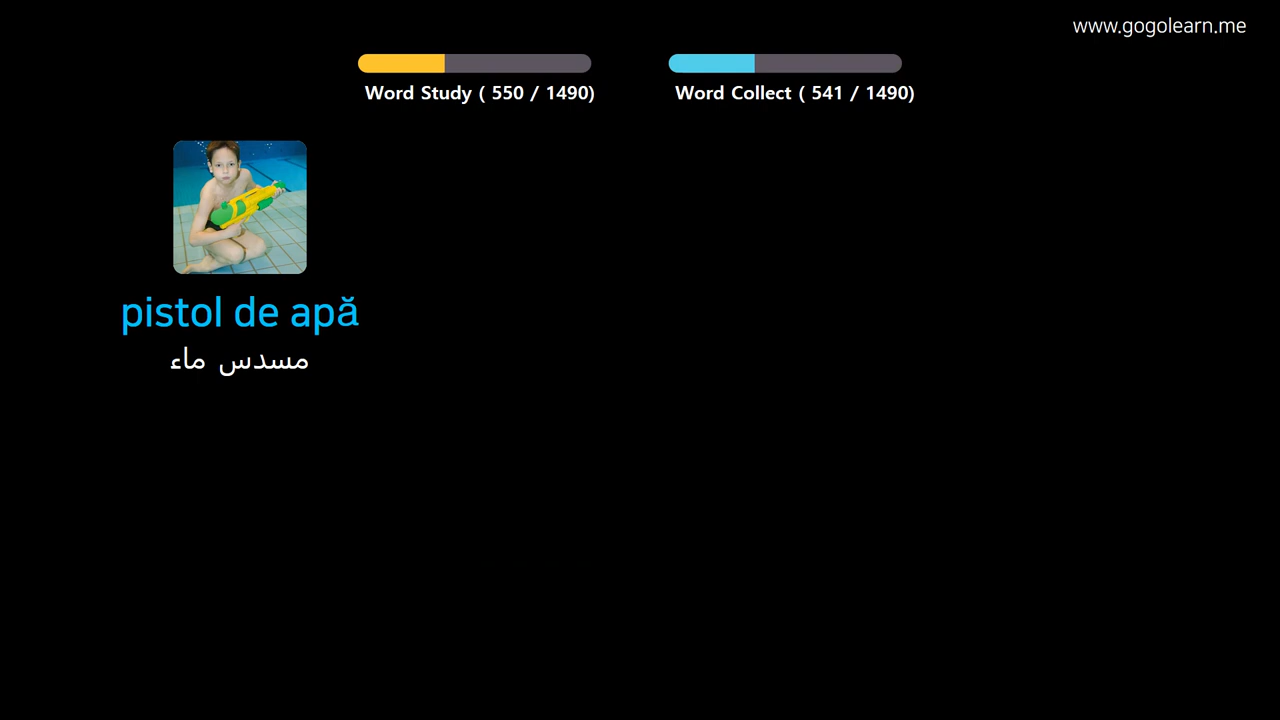 www.gogolearn.me
Word Study ( 550 / 1490)
Word Collect ( 541 / 1490)
pistol de apă
مسدس ماء